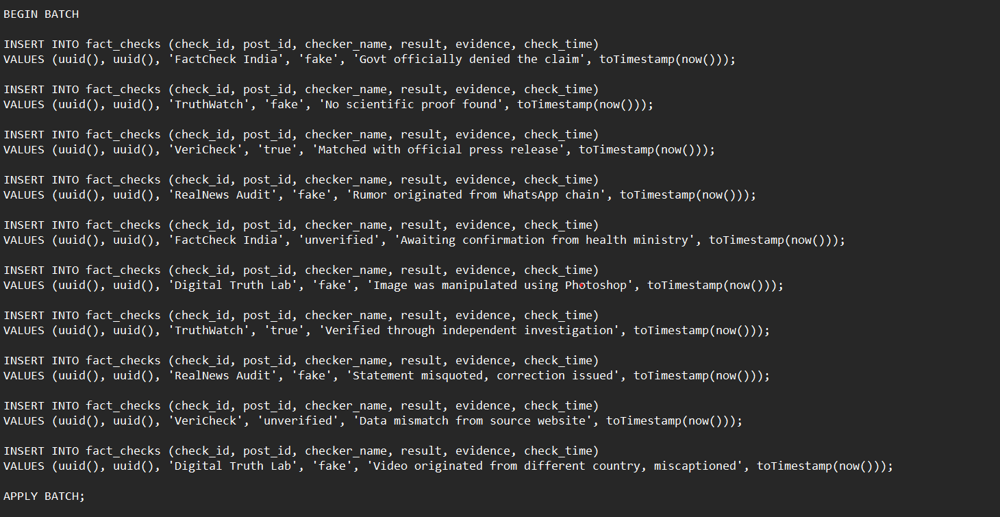 BEGIN BATCH
INSERT INTO fact_checks (check_id, post_id, checker_name, result, evidence, check_time)
VALUES (uuid(), uuid(), 'FactCheck India', 'fake', 'Govt officially denied the claim', toTimestamp(now()));
INSERT INTO fact_checks (check_id, post_id, checker_name, result, evidence, check_time)
VALUES (uuid(), uuid(), 'TruthWatch', 'fake', 'No scientific proof found', toTimestamp(now()));
INSERT INTO fact_checks (check_id, post_id, checker_name, result, evidence, check_time)
VALUES (uuid(), uuid(), 'VeriCheck', 'true', 'Matched with official press release', toTimestamp(now()));
INSERT INTO fact_checks (check_id, post_id, checker_name, result, evidence, check_time)
VALUES (uuid(), uuid(), 'RealNews Audit', 'fake', 'Rumor originated from WhatsApp chain', toTimestamp(now()));
INSERT INTO fact_checks (check_id, post_id, checker_name, result, evidence, check_time)
VALUES (uuid(), uuid(), 'FactCheck India', 'unverified', 'Awaiting confirmation from health ministry', toTimestamp(now()));
INSERT INTO fact_checks (check_id, post_id, checker_name, result, evidence, check_time)
VALUES (uuid(), uuid(), 'Digital Truth Lab', 'fake', 'Image was manipulated using Photoshop', toTimestamp(now()));
INSERT INTO fact_checks (check_id, post_id, checker_name, result, evidence, check_time)
VALUES (uuid(), uuid(), 'TruthWatch', 'true', 'Verified through independent investigation', toTimestamp(now()));
INSERT INTO fact_checks (check_id, post_id, checker_name, result, evidence, check_time)
VALUES (uuid(), uuid(), 'RealNews Audit', 'fake', 'Statement misquoted, correction issued', toTimestamp(now()));
INSERT INTO fact_checks (check_id, post_id, checker_name, result, evidence, check_time)
VALUES (uuid(), uuid(), 'VeriCheck', 'unverified', 'Data mismatch from source website', toTimestamp(now()));
INSERT INTO fact_checks (check_id, post_id, checker_name, result, evidence, check_time)
VALUES (uuid(), uuid(), 'Digital Truth Lab', 'fake', 'Video originated from different country, miscaptioned', toTimestamp(now()));
APPLY BATCH;